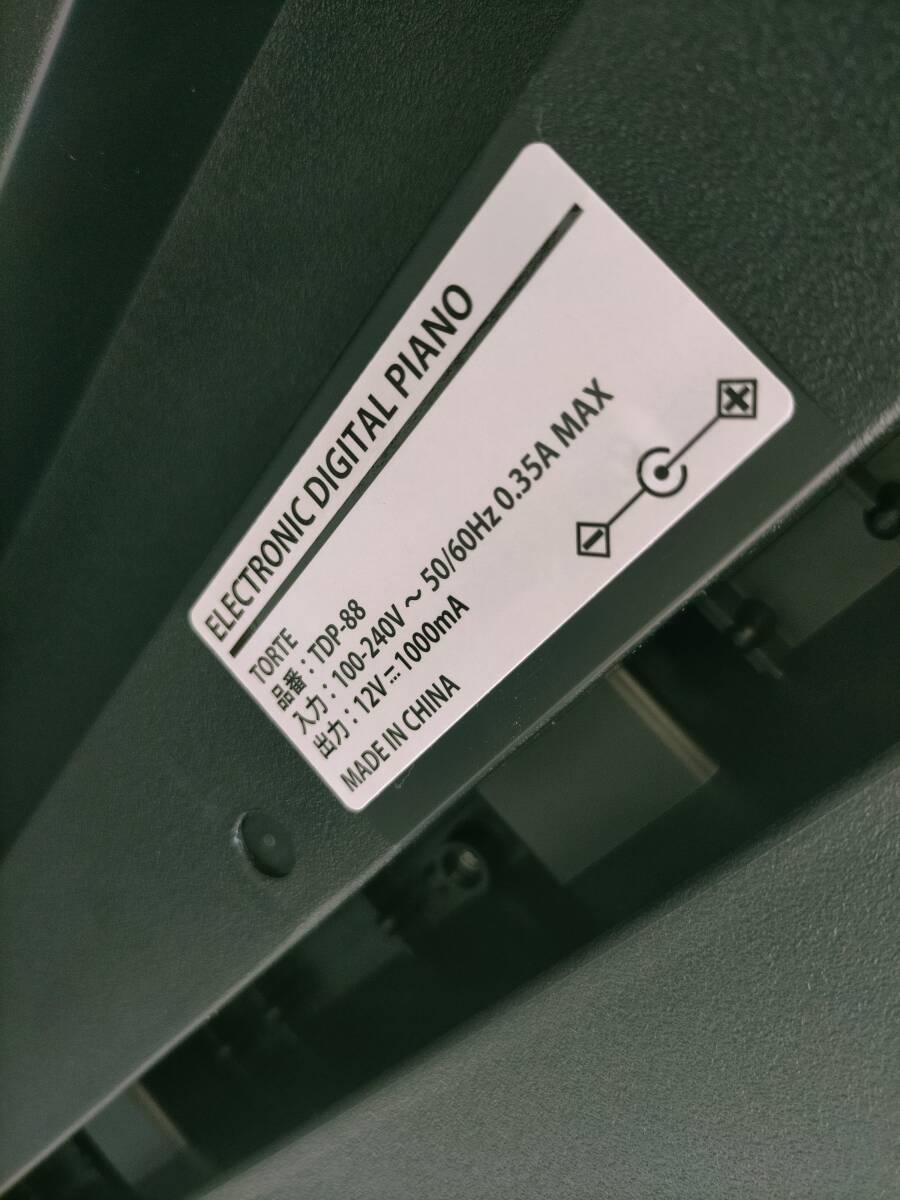 ELECTRONIC DIGITAL PIANO
TORTE
品番：TDP-88
入力：100-240V ～ 50/60Hz 0.35A MAX
出力：12V⎓1000mA
MADE IN CHINA